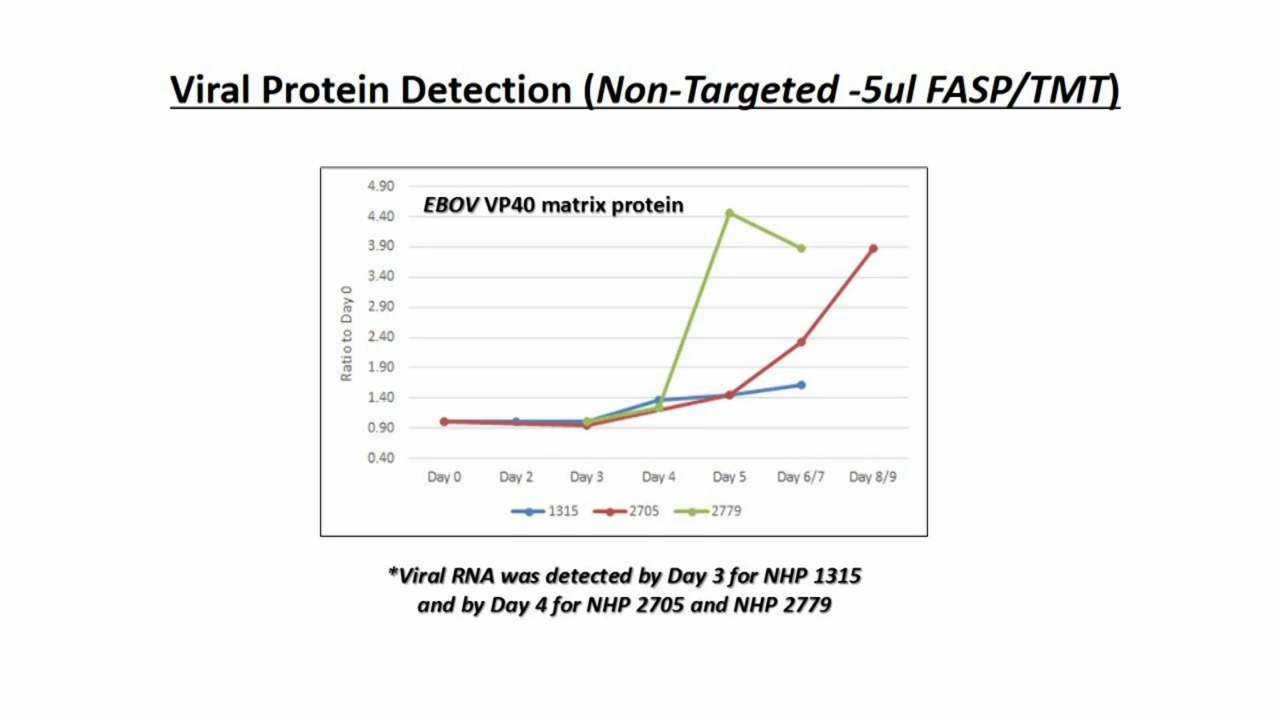 Viral Protein Detection (Non-Targeted -5ul FASP/TMT)
EBOV VP40 matrix protein
4.90
4.40
3.90
3.40
2.90
2.40
1.90
1.40
0.90
0.40
Ratio to Day 0
Day 0 Day 2 Day 3 Day 4 Day 5 Day 6/7 Day 8/9
1315 2705 2779
*Viral RNA was detected by Day 3 for NHP 1315
and by Day 4 for NHP 2705 and NHP 2779